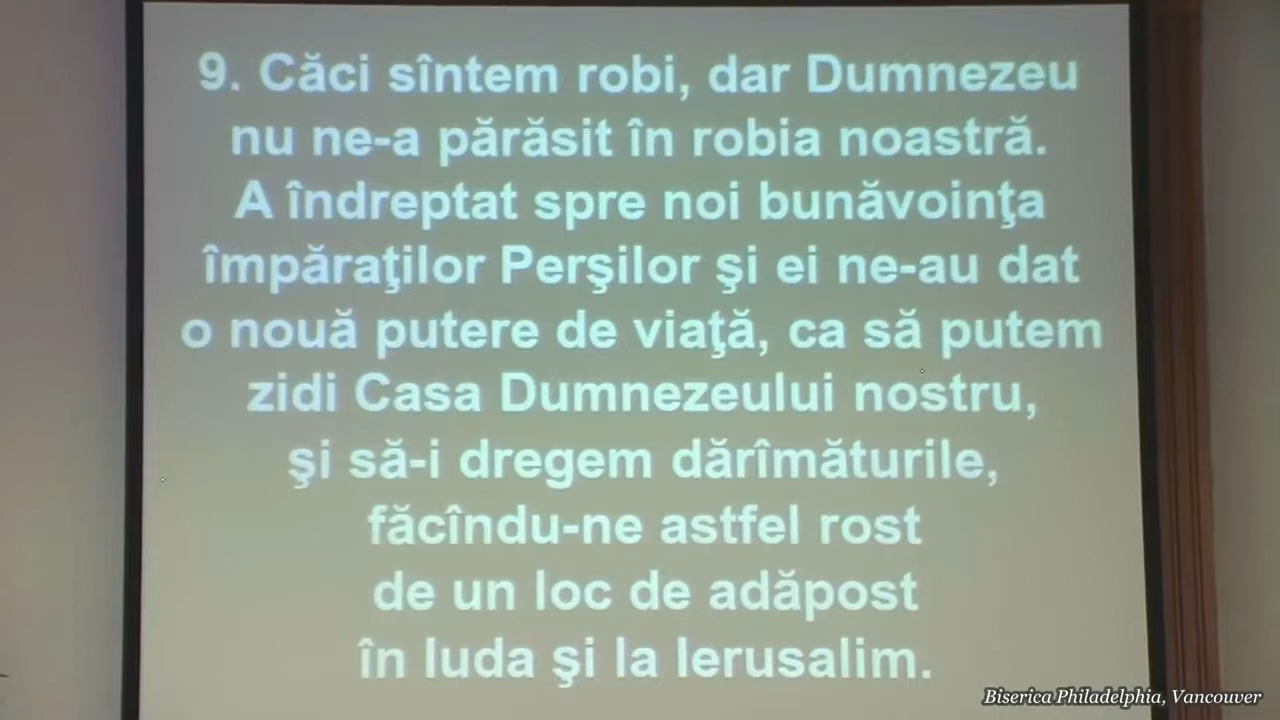 9. Căci sîntem robi, dar Dumnezeu
nu ne-a părăsit în robia noastră.
A îndreptat spre noi bunăvoinţa
împăraţilor Perşilor şi ei ne-au dat
o nouă putere de viaţă, ca să putem
zidi Casa Dumnezeului nostru,
şi să-i dregem dărîmăturile,
făcîndu-ne astfel rost
de un loc de adăpost
în Iuda şi la Ierusalim.
Biserica Philadelphia, Vancouver